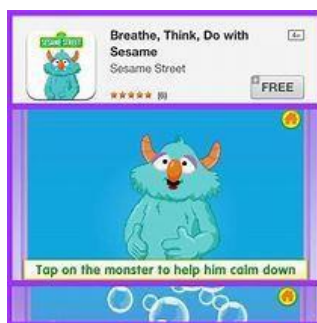 SESAME STREET
Breathe, Think, Do with
Sesame
Sesame Street
4+
(6)
FREE
Tap on the monster to help him calm down